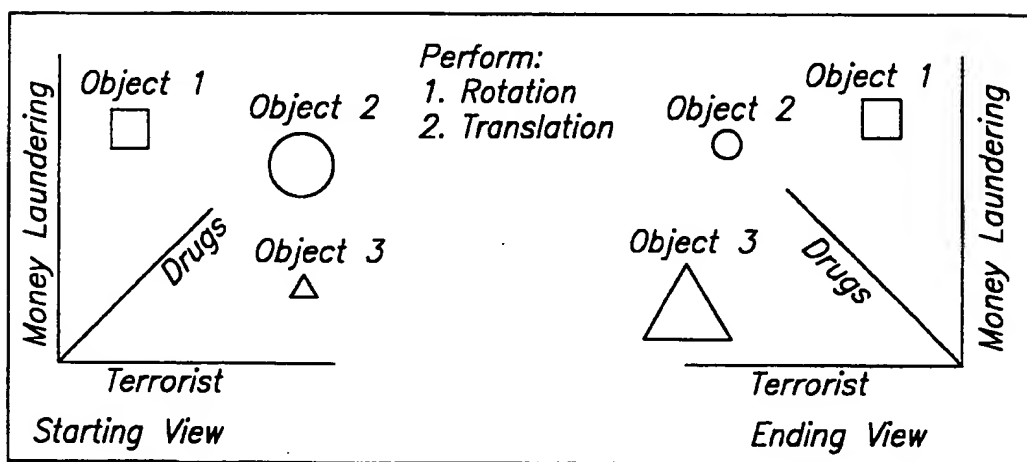 Money Laundering
Object 1
Object 2
Drugs
Object 3
Terrorist
Starting View
Perform:
1. Rotation
2. Translation
Object 1
Object 2
Object 3
Drugs
Money Laundering
Terrorist
Ending View